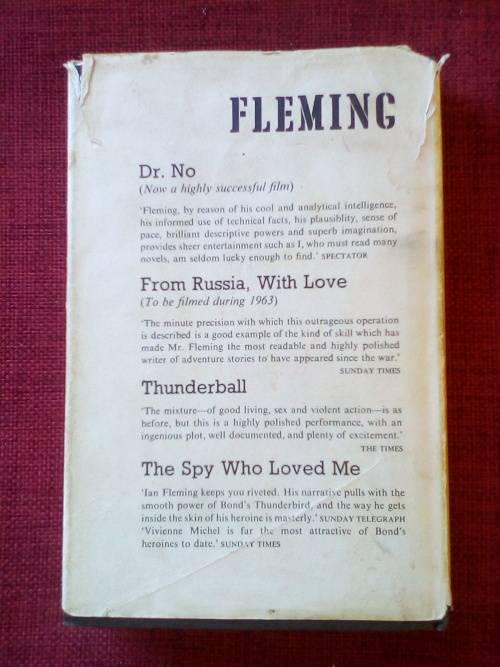 FLEMING
Dr. No
(Now a highly successful film)
'Fleming, by reason of his cool and analytical intelligence,
his informed use of technical facts, his plausiblity, sense of
pace, brilliant descriptive powers and superb imagination,
provides sheer entertainment such as I, who must read many
novels, am seldom lucky enough to find.' SPECTATOR
From Russia, With Love
(To be filmed during 1963)
'The minute precision with which this outrageous operation
is described is a good example of the kind of skill which has
made Mr. Fleming the most readable and highly polished
writer of adventure stories to have appeared since the war.'
SUNDAY TIMES
Thunderball
'The mixture—of good living, sex and violent action—is as
before, but this is a highly polished performance, with an
ingenious plot, well documented, and plenty of excitement.'
THE TIMES
The Spy Who Loved Me
'Ian Fleming keeps you riveted. His narrative pulls with the
smooth power of Bond's Thunderbird, and the way he gets
inside the skin of his heroine is masterly.' SUNDAY TELEGRAPH
'Vivienne Michel is far the most attractive of Bond's
heroines to date.' SUNDAY TIMES